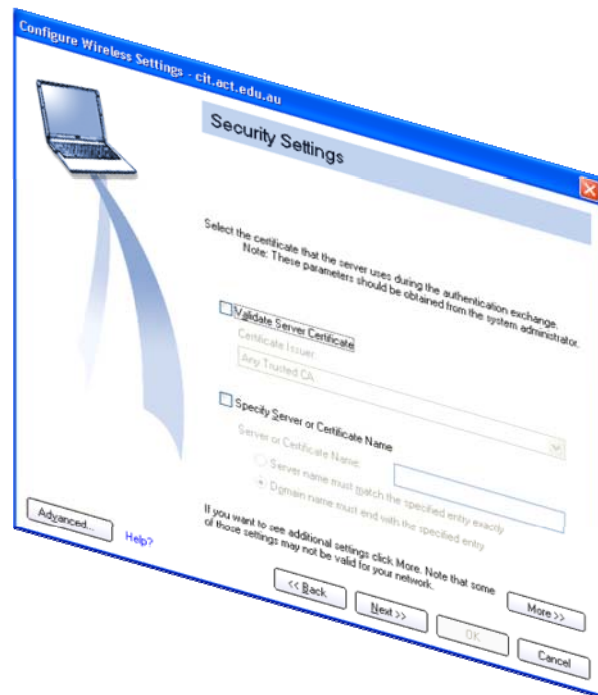 Configure Wireless Settings - cit.act.edu.au
Security Settings
Select the certificate that the server uses during the authentication exchange.
Note: These parameters should be obtained from the system administrator.
Validate Server Certificate
Certificate Issuer
Any Trusted CA
Specify Server or Certificate Name
Server or Certificate Name:
Server name must match the specified entry exactly
Domain name must end with the specified entry
If you want to see additional settings click More. Note that some
of those settings may not be valid for your network.
More >>
Advanced...
Help?
<< Back
Next >>
OK
Cancel